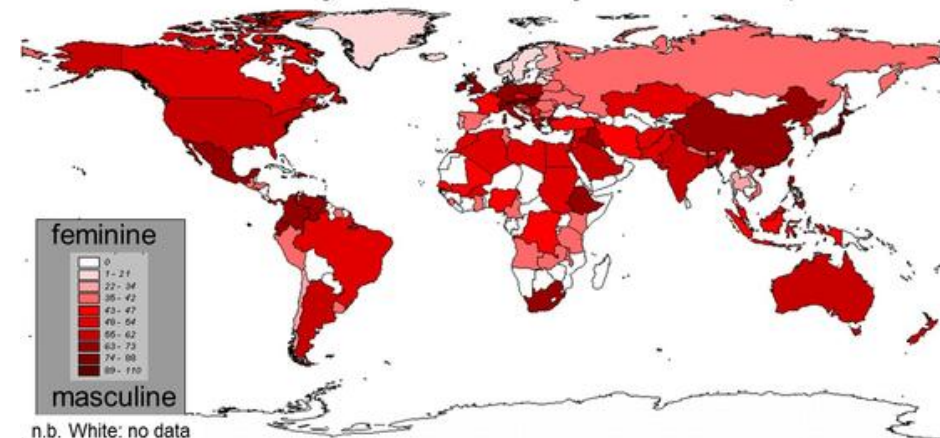 feminine
0
1 - 21
22 - 34
35 - 42
43 - 47
48 - 54
55 - 62
63 - 73
74 - 88
89 - 110
masculine
n.b. White: no data